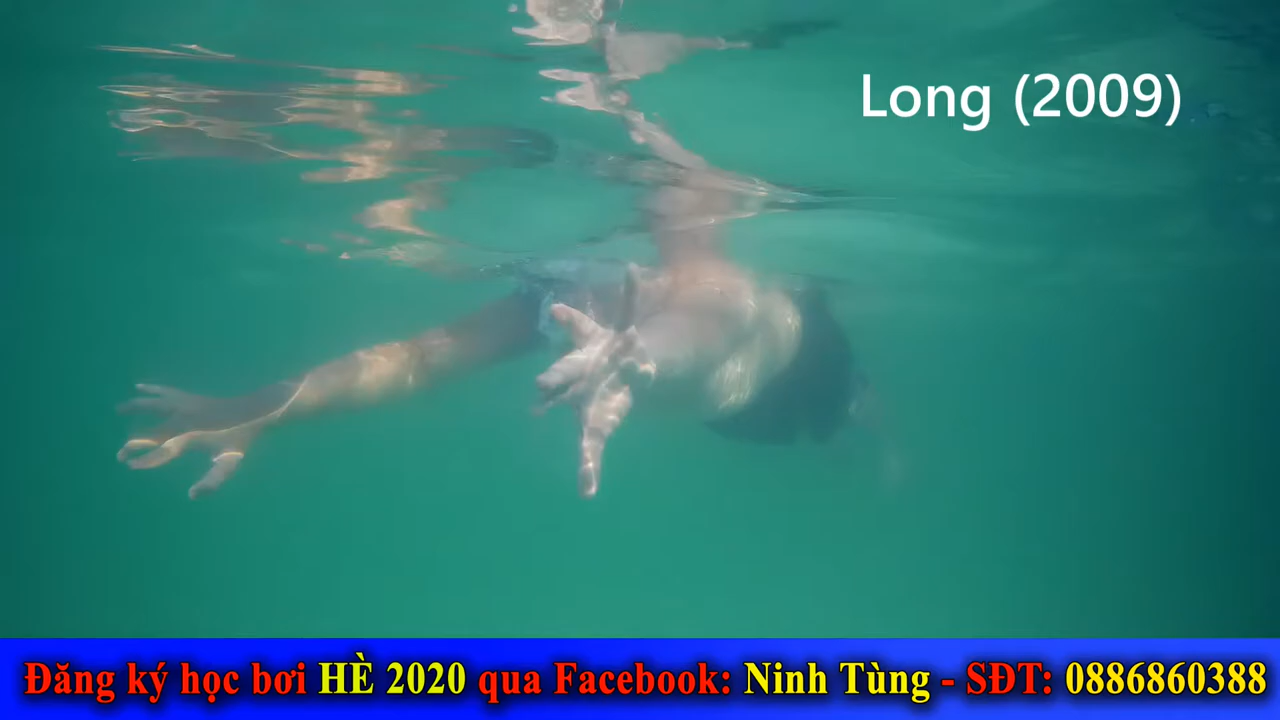 Long (2009)
Đăng ký học bơi HÈ 2020 qua Facebook: Ninh Tùng - SĐT: 0886860388